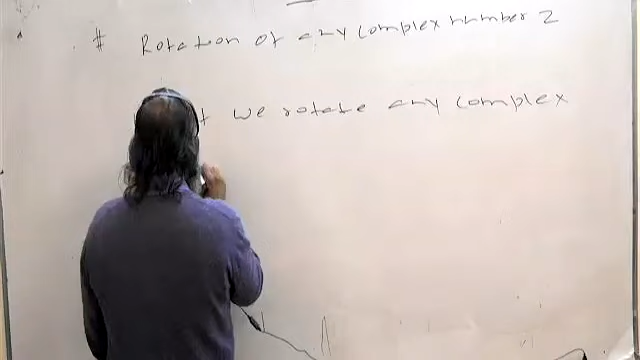 # Rotation of any complex number Z
we rotate any complex